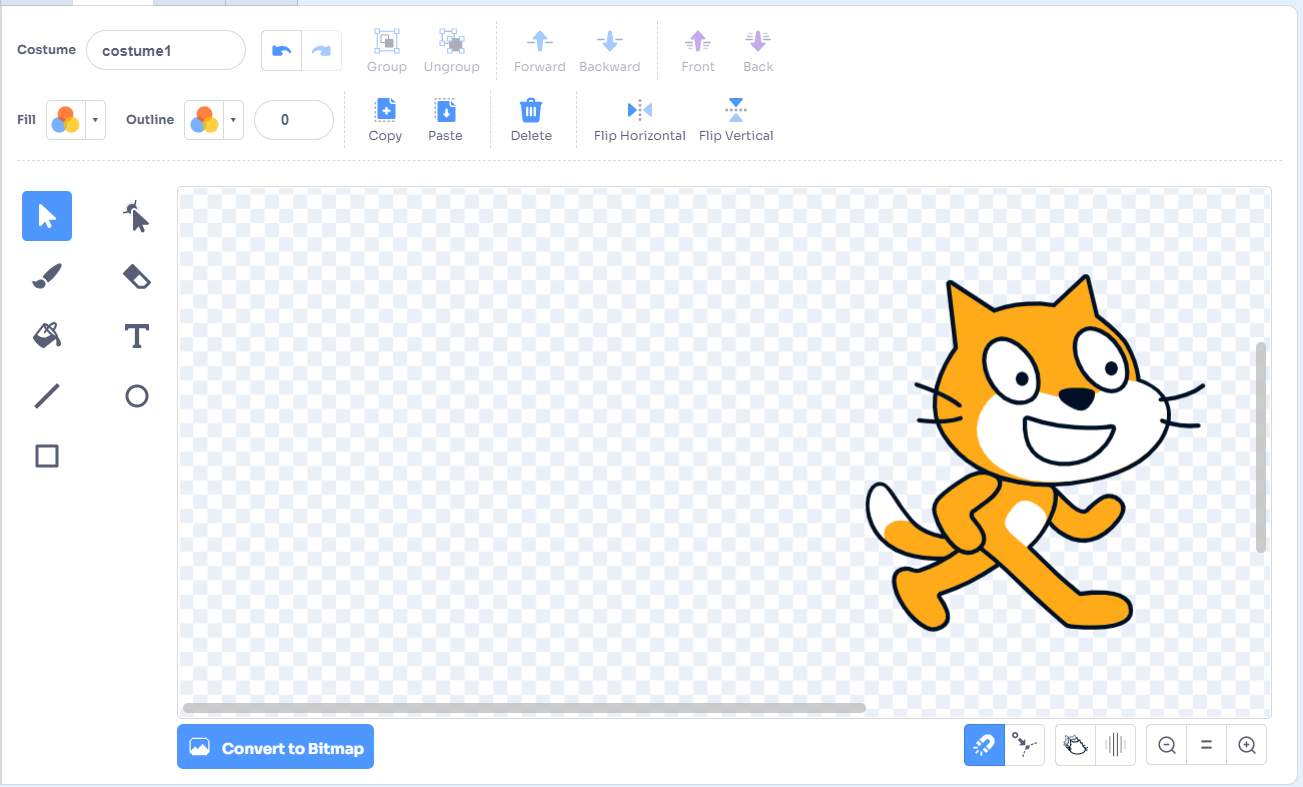 Costume costume1
Group Ungroup Forward Backward Front Back
Fill Outline 0
Copy Paste Delete Flip Horizontal Flip Vertical
T
Convert to Bitmap